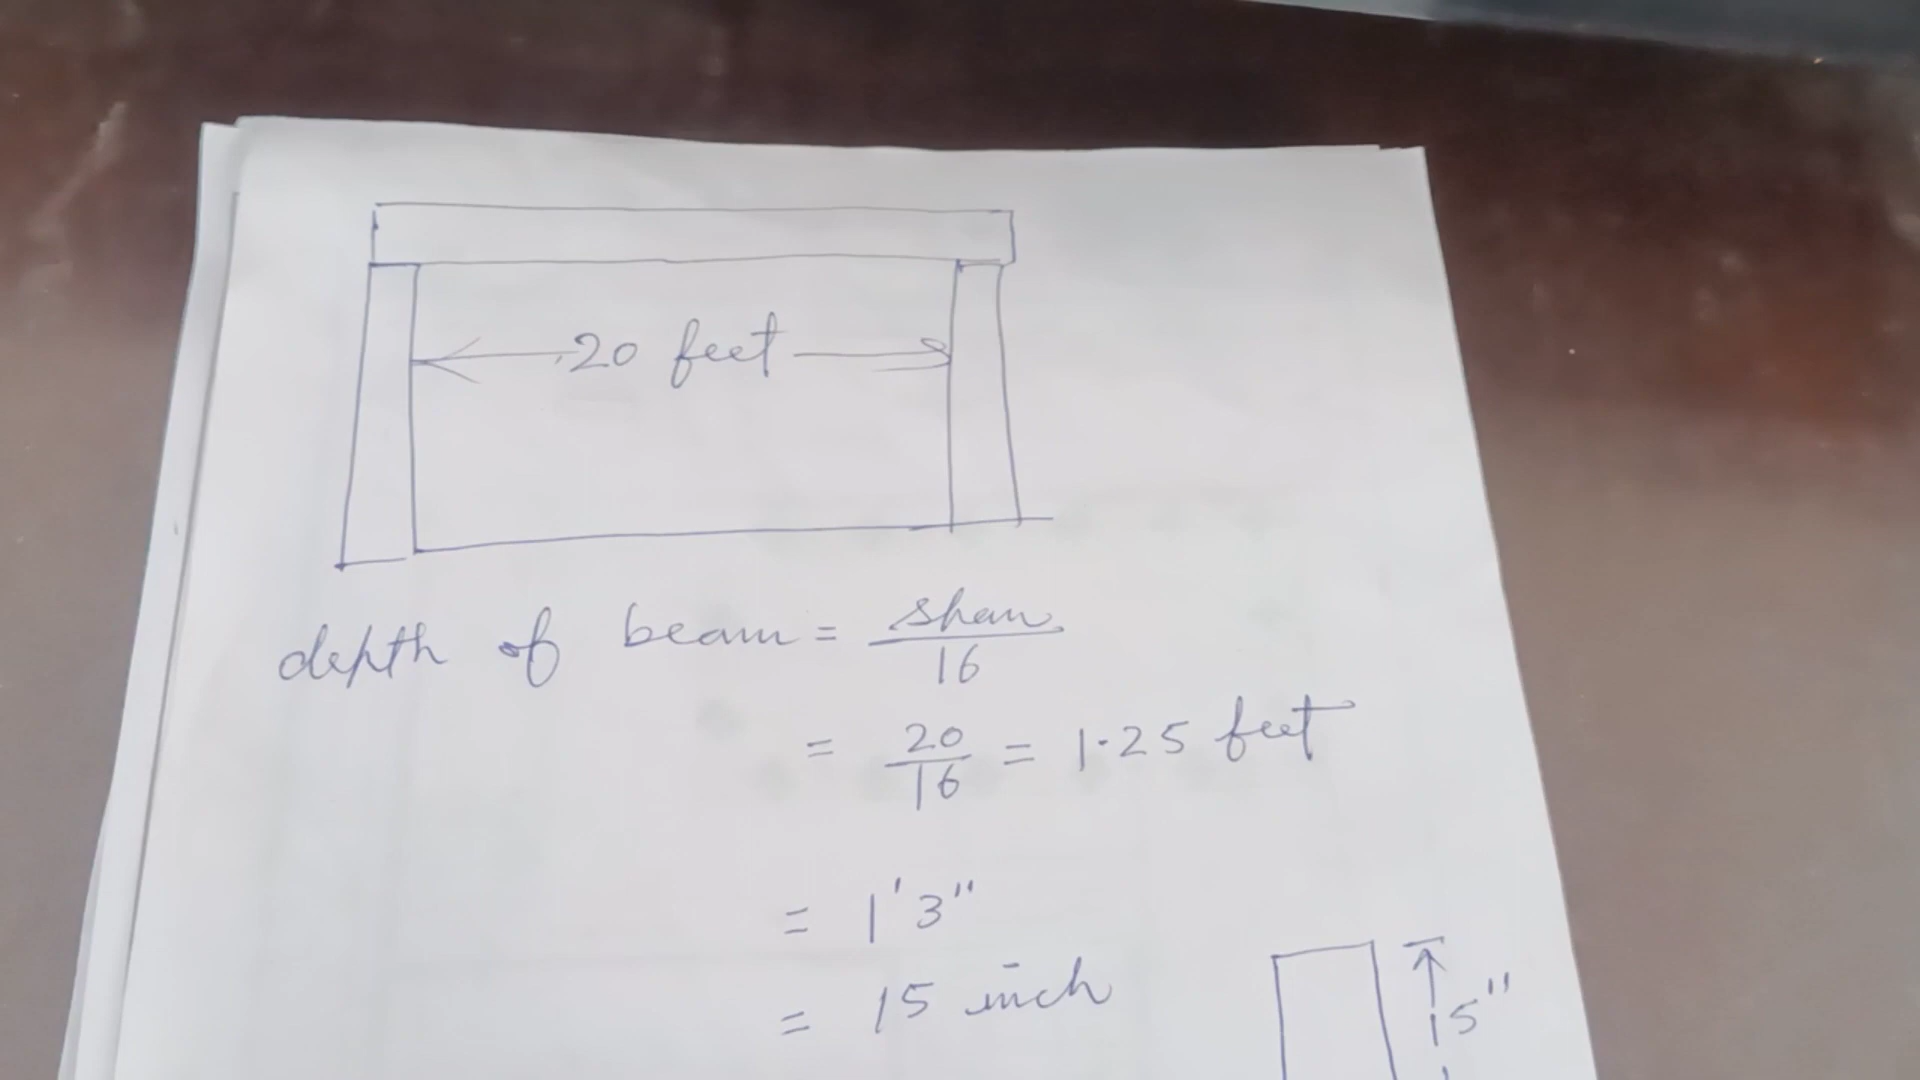 20 feet
depth of beam = span/16
= 20/16 = 1.25 feet
= 1'3"
= 15 inch
15"